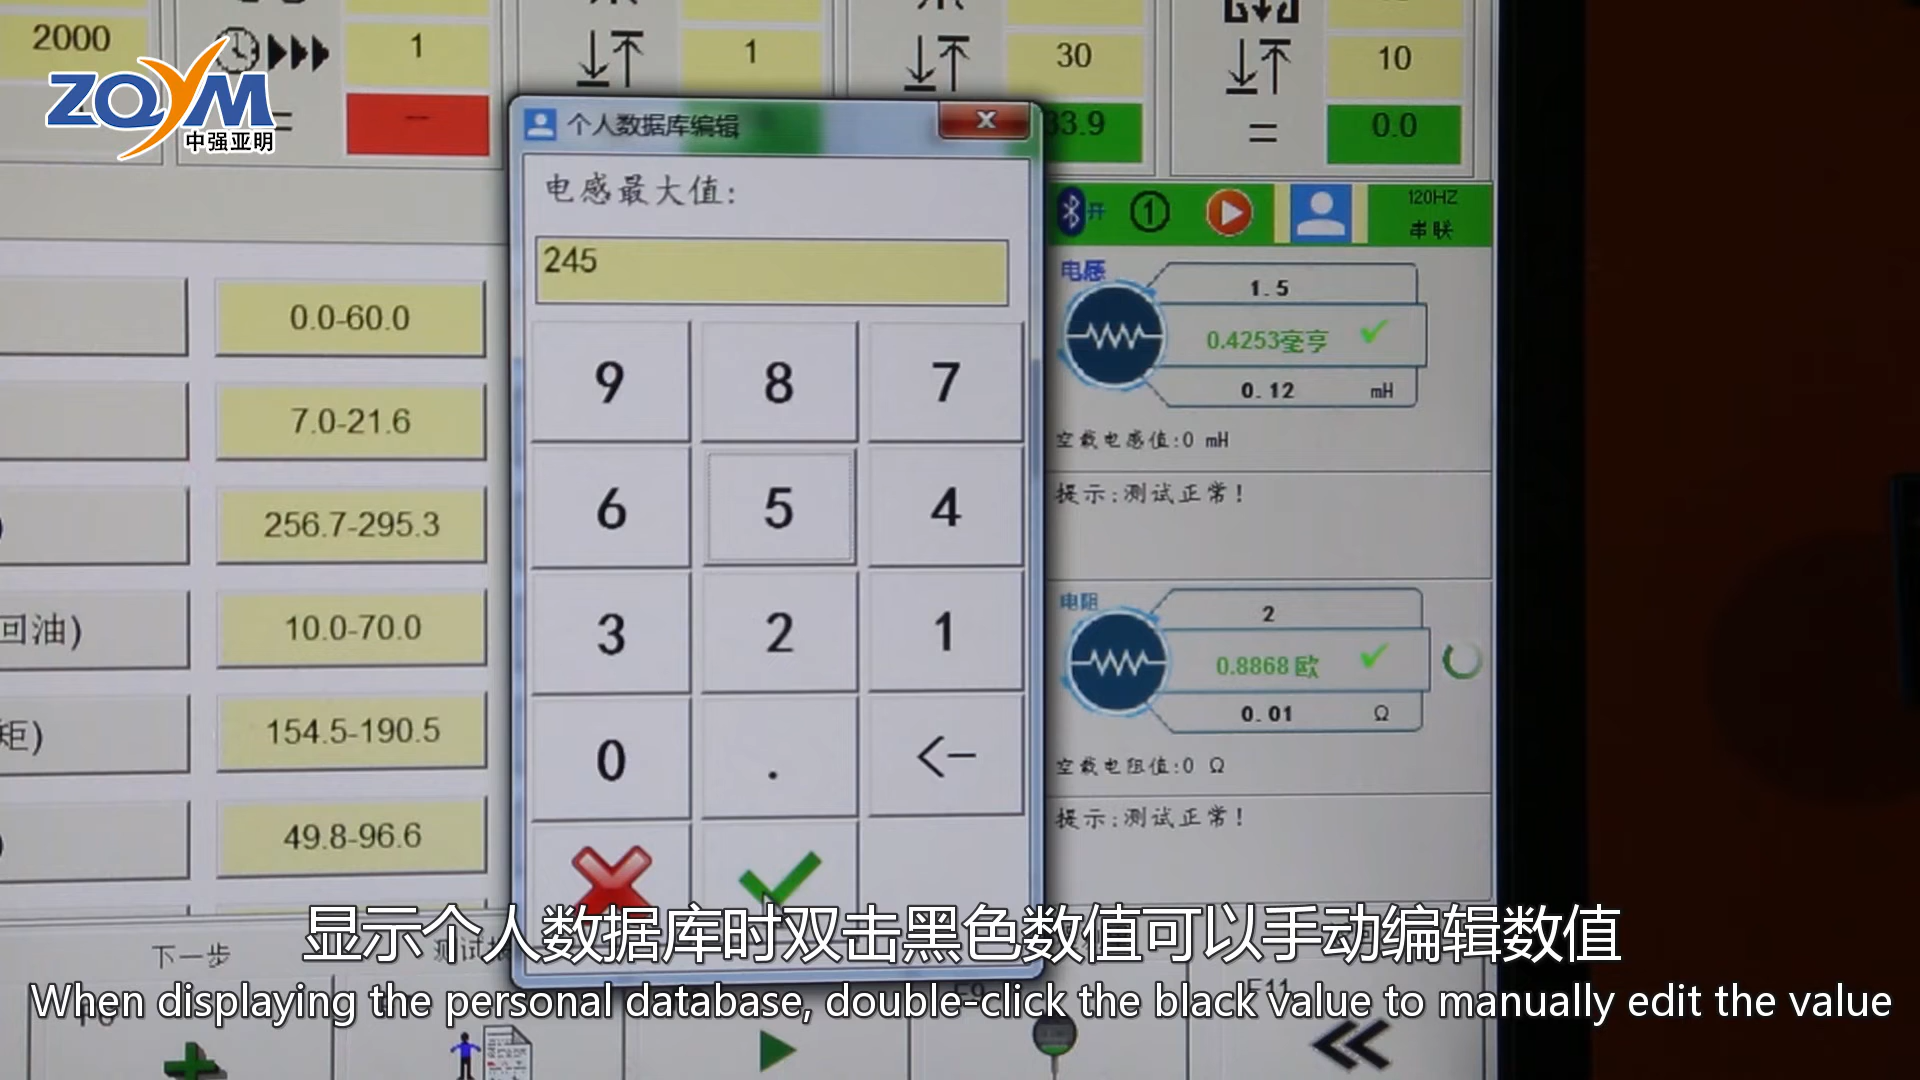 2000
1
1
30
10
ZQYM
中强亚明
=
--
33.9
=
0.0
个人数据库编辑
x
电感最大值:
245
9 8 7
6 5 4
3 2 1
0 . <-
0.0-60.0
7.0-21.6
256.7-295.3
回油)
10.0-70.0
矩)
154.5-190.5
)
49.8-96.6
开
1
120HZ
串联
电感
1.5
0.4253毫亨
0.12 mH
空载电感值:0 mH
提示:测试正常!
电阻
2
0.8868 欧
0.01 Ω
空载电阻值:0 Ω
提示:测试正常!
下一步
测试
显示个人数据库时双击黑色数值可以手动编辑数值
F11
When displaying the personal database, double-click the black value to manually edit the value